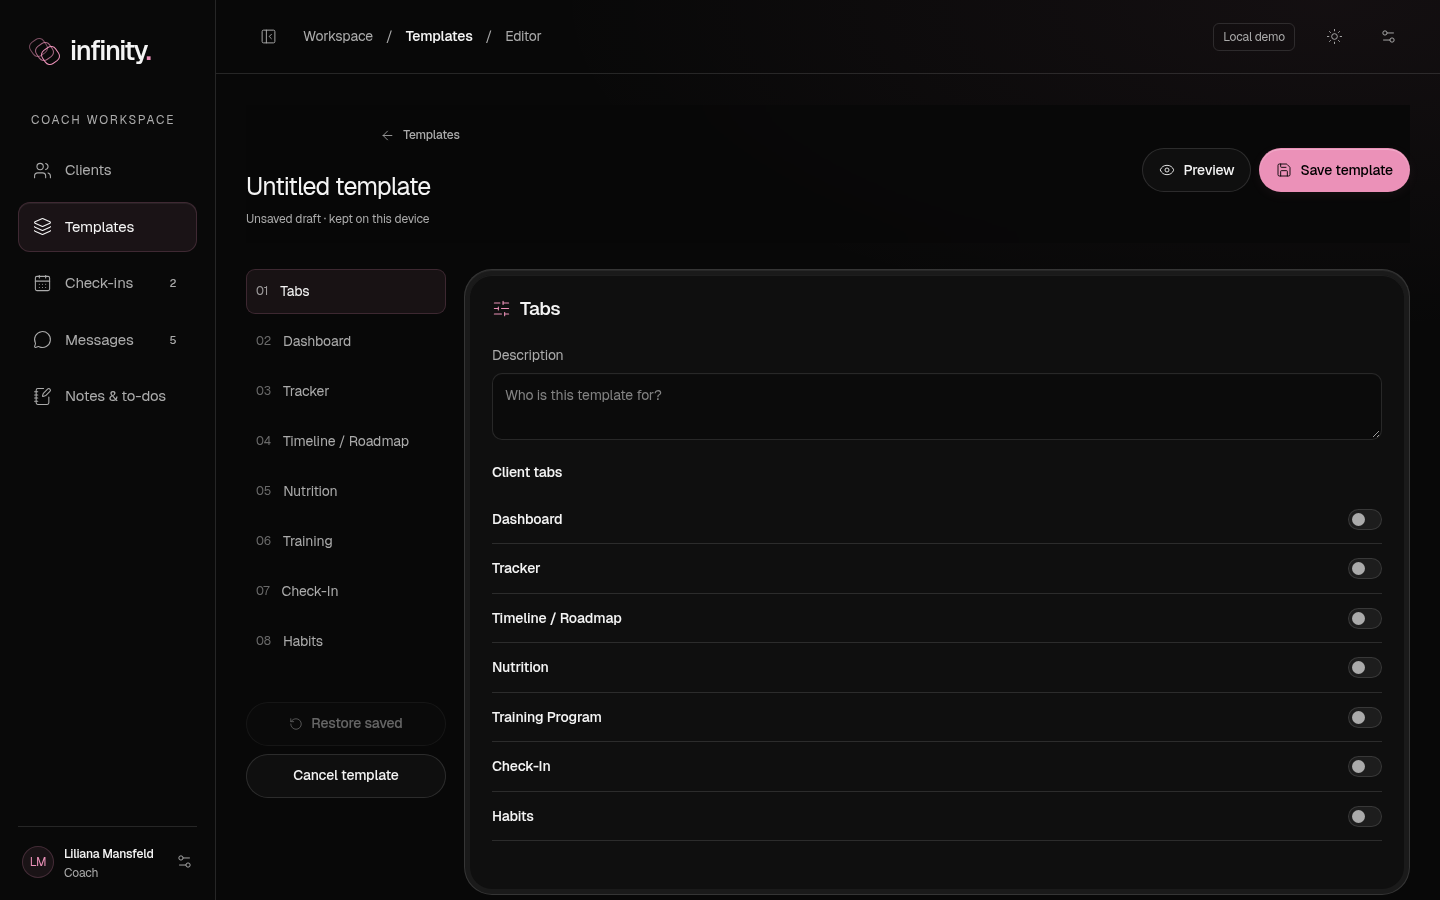 infinity.
COACH WORKSPACE
Clients
Templates
Check-ins 2
Messages 5
Notes & to-dos
LM
Liliana Mansfeld
Coach
Workspace / Templates / Editor
Local demo
Templates
Untitled template
Unsaved draft · kept on this device
Preview
Save template
01 Tabs
02 Dashboard
03 Tracker
04 Timeline / Roadmap
05 Nutrition
06 Training
07 Check-In
08 Habits
Restore saved
Cancel template
Tabs
Description
Who is this template for?
Client tabs
Dashboard
Tracker
Timeline / Roadmap
Nutrition
Training Program
Check-In
Habits